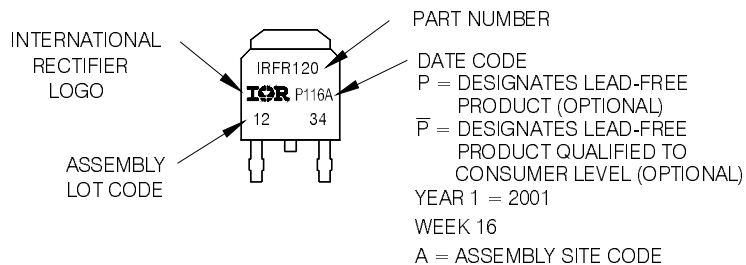 INTERNATIONAL
RECTIFIER
LOGO
ASSEMBLY
LOT CODE
IRFR120
IOR P116A
12 34
PART NUMBER
DATE CODE
P = DESIGNATES LEAD-FREE
PRODUCT (OPTIONAL)
P̅ = DESIGNATES LEAD-FREE
PRODUCT QUALIFIED TO
CONSUMER LEVEL (OPTIONAL)
YEAR 1 = 2001
WEEK 16
A = ASSEMBLY SITE CODE